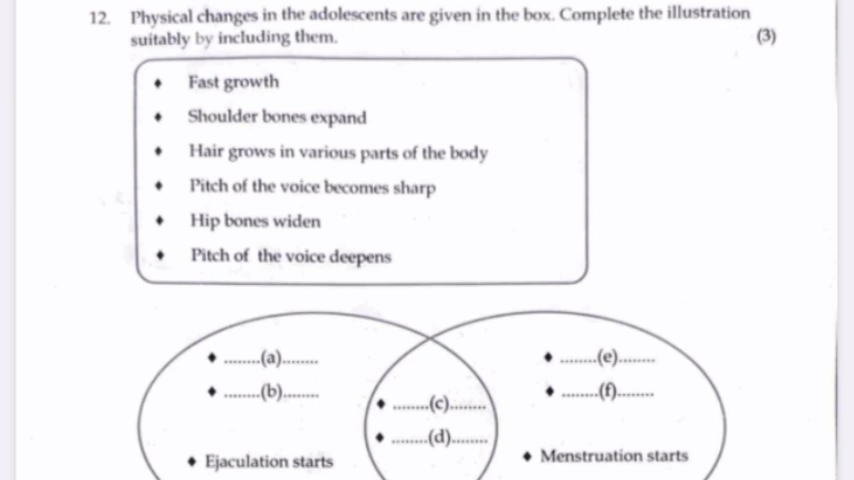 12. Physical changes in the adolescents are given in the box. Complete the illustration
suitably by including them. (3)
♦ Fast growth
♦ Shoulder bones expand
♦ Hair grows in various parts of the body
♦ Pitch of the voice becomes sharp
♦ Hip bones widen
♦ Pitch of the voice deepens
♦ ........(a)........
♦ ........(b)........
♦ ........(c)........
♦ ........(d)........
♦ ........(e)........
♦ ........(f)........
♦ Ejaculation starts
♦ Menstruation starts